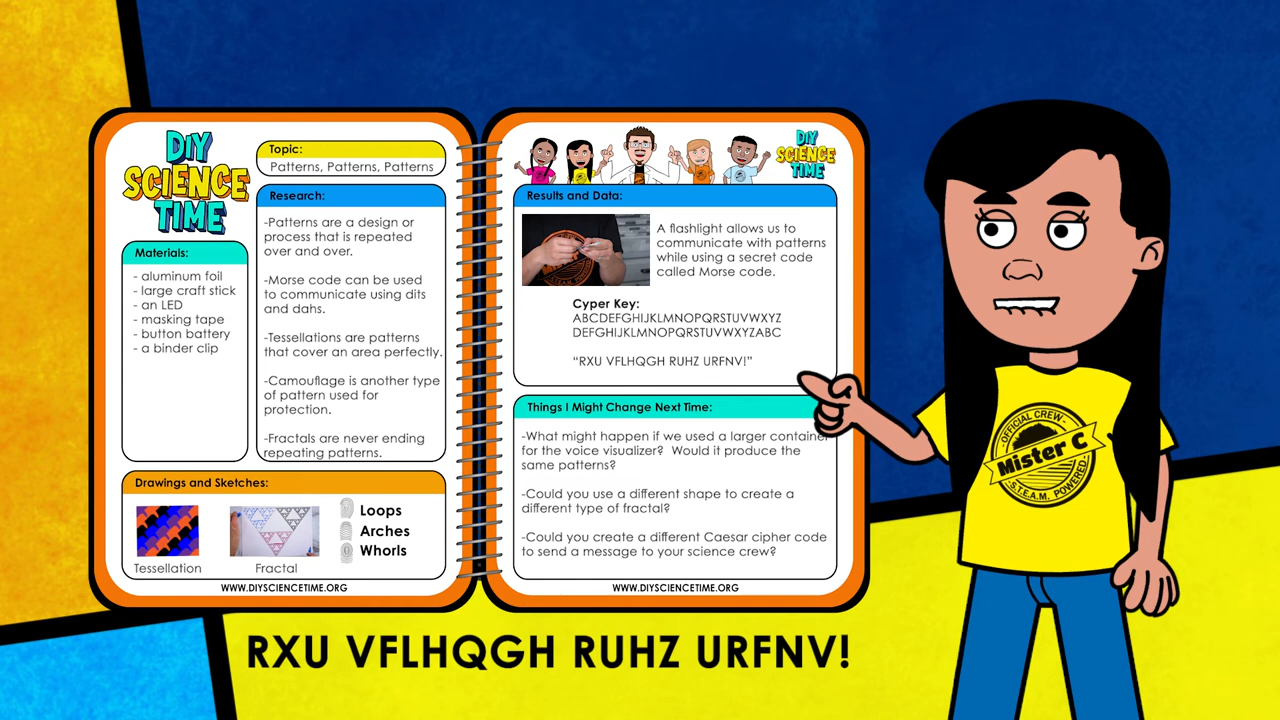 DIY
SCIENCE
TIME
Topic:
Patterns, Patterns, Patterns
Materials:
- aluminum foil
- large craft stick
- an LED
- masking tape
- button battery
- a binder clip
Research:
-Patterns are a design or
process that is repeated
over and over.
-Morse code can be used
to communicate using dits
and dahs.
-Tessellations are patterns
that cover an area perfectly.
-Camouflage is another type
of pattern used for
protection.
-Fractals are never ending
repeating patterns.
Drawings and Sketches:
Tessellation
Fractal
Loops
Arches
Whorls
WWW.DIYSCIENCETIME.ORG
DIY
SCIENCE
TIME
Results and Data:
A flashlight allows us to
communicate with patterns
while using a secret code
called Morse code.
Cyper Key:
ABCDEFGHIJKLMNOPQRSTUVWXYZ
DEFGHIJKLMNOPQRSTUVWXYZABC
“RXU VFLHQGH RUHZ URFNV!”
Things I Might Change Next Time:
-What might happen if we used a larger container
for the voice visualizer? Would it produce the
same patterns?
-Could you use a different shape to create a
different type of fractal?
-Could you create a different Caesar cipher code
to send a message to your science crew?
WWW.DIYSCIENCETIME.ORG
OFFICIAL CREW
Mister C
S.T.E.A.M. POWERED
RXU VFLHQGH RUHZ URFNV!